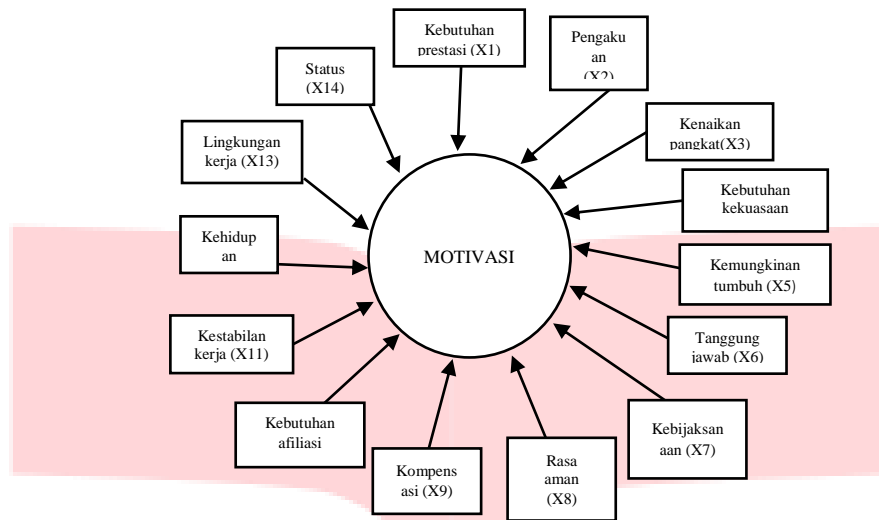 Kebutuhan
prestasi (X1)
Pengaku
an
(X2)
Kenaikan
pangkat(X3)
Kebutuhan
kekuasaan
Kemungkinan
tumbuh (X5)
Tanggung
jawab (X6)
Kebijaksan
aan (X7)
Rasa
aman
(X8)
Kompens
asi (X9)
Kebutuhan
afiliasi
Kestabilan
kerja (X11)
Kehidup
an
Lingkungan
kerja (X13)
Status
(X14)
MOTIVASI